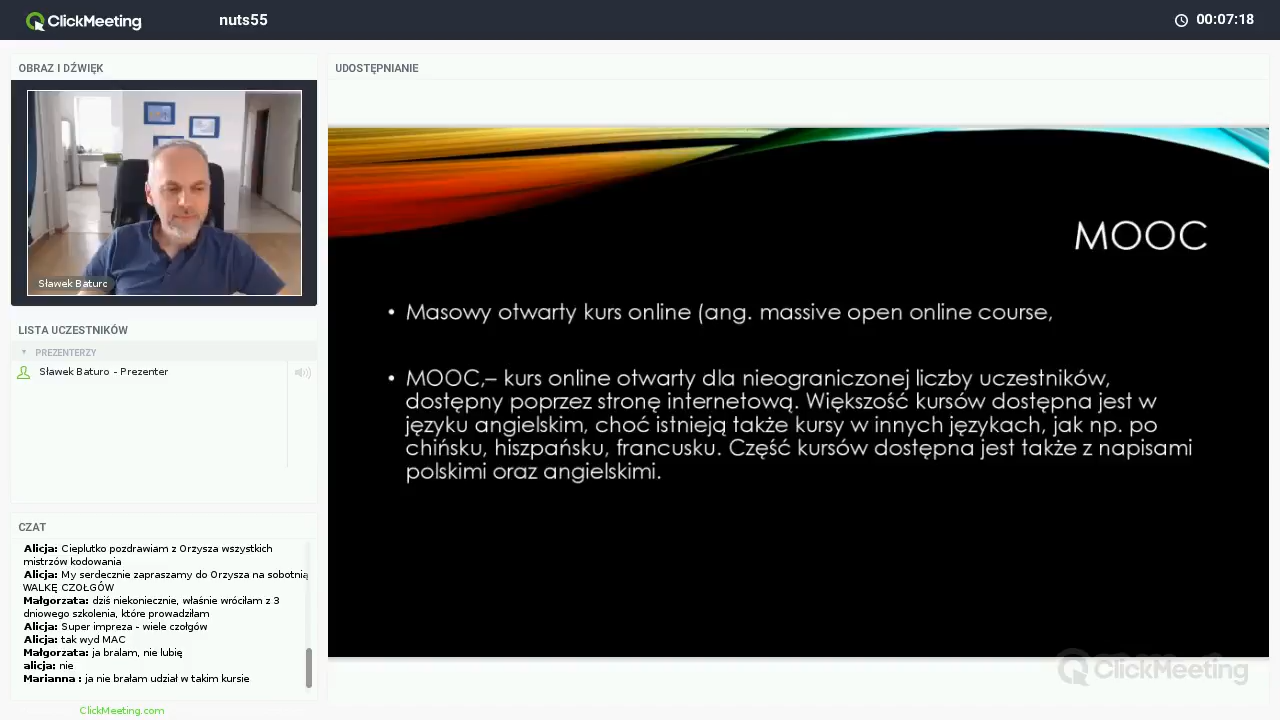 ClickMeeting
nuts55
00:07:18
OBRAZ I DŹWIĘK
Sławek Baturo
LISTA UCZESTNIKÓW
PREZENTERZY
Sławek Baturo - Prezenter
CZAT
Alicja: Cieplutko pozdrawiam z Orzysza wszystkich
mistrzów kodowania
Alicja: My serdecznie zapraszamy do Orzysza na sobotnią
WALKĘ CZOŁGÓW
Małgorzata: dziś niekoniecznie, właśnie wróciłam z 3
dniowego szkolenia, które prowadziłam
Alicja: Super impreza - wiele czołgów
Alicja: tak wyd MAC
Małgorzata: ja bralam, nie lubię
alicja: nie
Marianna : ja nie brałam udział w takim kursie
ClickMeeting.com
UDOSTĘPNIANIE
MOOC
• Masowy otwarty kurs online (ang. massive open online course,
• MOOC,– kurs online otwarty dla nieograniczonej liczby uczestników,
dostępny poprzez stronę internetową. Większość kursów dostępna jest w
języku angielskim, choć istnieją także kursy w innych językach, jak np. po
chińsku, hiszpańsku, francusku. Część kursów dostępna jest także z napisami
polskimi oraz angielskimi.
ClickMeeting